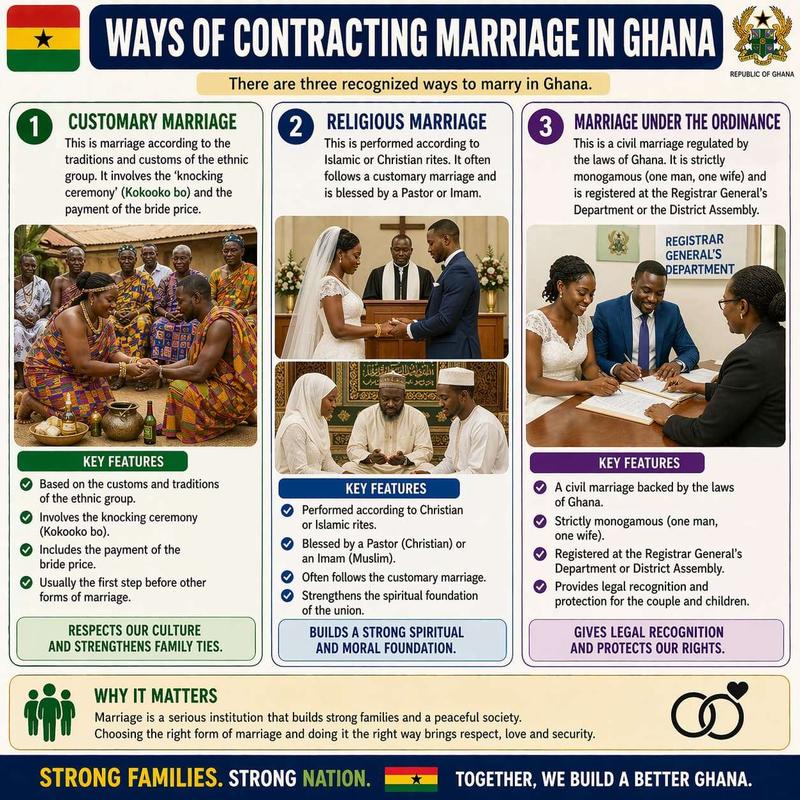 WAYS OF CONTRACTING MARRIAGE IN GHANA
REPUBLIC OF GHANA
There are three recognized ways to marry in Ghana.
1 CUSTOMARY MARRIAGE
This is marriage according to the
traditions and customs of the ethnic
group. It involves the ‘knocking
ceremony’ (Kokooko bo) and the
payment of the bride price.
KEY FEATURES
Based on the customs and traditions
of the ethnic group.
Involves the knocking ceremony
(Kokooko bo).
Includes the payment of the
bride price.
Usually the first step before other
forms of marriage.
RESPECTS OUR CULTURE
AND STRENGTHENS FAMILY TIES.
2 RELIGIOUS MARRIAGE
This is performed according to
Islamic or Christian rites. It often
follows a customary marriage and
is blessed by a Pastor or Imam.
KEY FEATURES
Performed according to Christian
or Islamic rites.
Blessed by a Pastor (Christian) or
an Imam (Muslim).
Often follows the customary marriage.
Strengthens the spiritual foundation
of the union.
BUILDS A STRONG SPIRITUAL
AND MORAL FOUNDATION.
3 MARRIAGE UNDER THE ORDINANCE
This is a civil marriage regulated by
the laws of Ghana. It is strictly
monogamous (one man, one wife) and
is registered at the Registrar General’s
Department or the District Assembly.
REGISTRAR
GENERAL’S
DEPARTMENT
KEY FEATURES
A civil marriage backed by the laws
of Ghana.
Strictly monogamous (one man,
one wife).
Registered at the Registrar General’s
Department or District Assembly.
Provides legal recognition and
protection for the couple and children.
GIVES LEGAL RECOGNITION
AND PROTECTS OUR RIGHTS.
WHY IT MATTERS
Marriage is a serious institution that builds strong families and a peaceful society.
Choosing the right form of marriage and doing it the right way brings respect, love and security.
STRONG FAMILIES. STRONG NATION. TOGETHER, WE BUILD A BETTER GHANA.